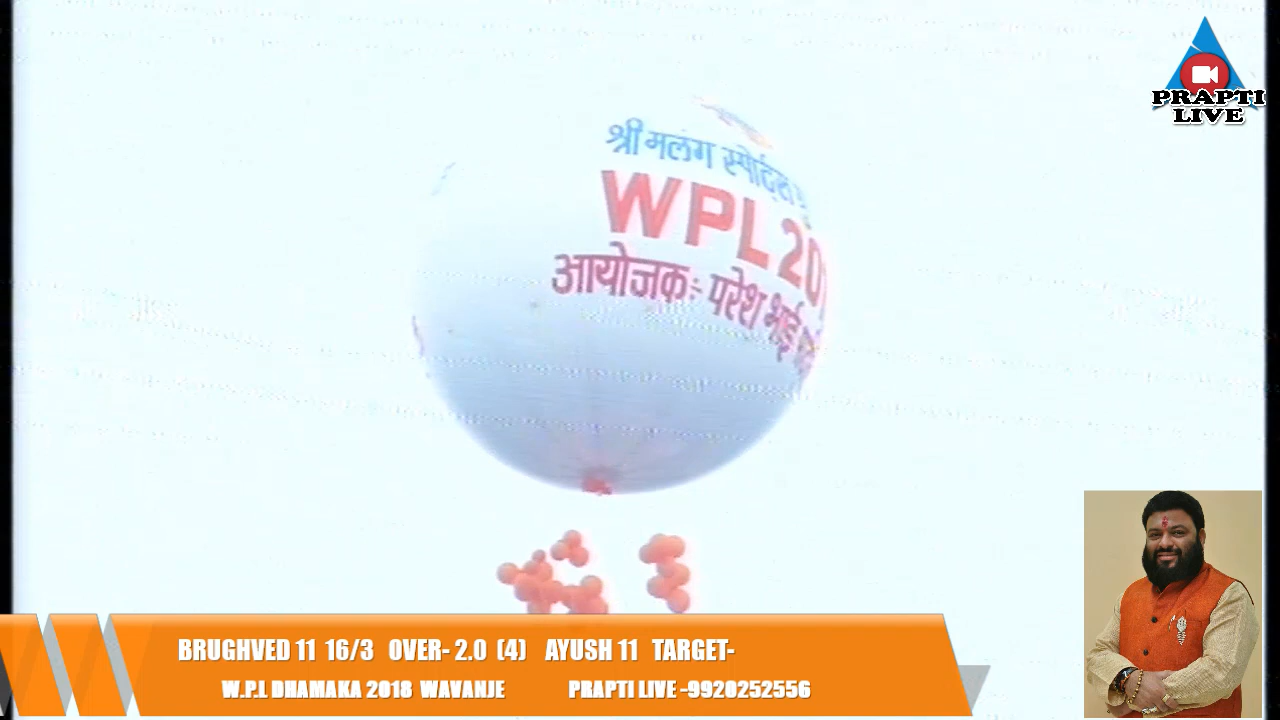 PRAPTI
LIVE
श्री मलंग स्पोर्ट्स
WPL 20
आयोजकः- परेश भाई
BRUGHVED 11 16/3 OVER- 2.0 (4) AYUSH 11 TARGET-
W.P.L DHAMAKA 2018 WAVANJE PRAPTI LIVE -9920252556